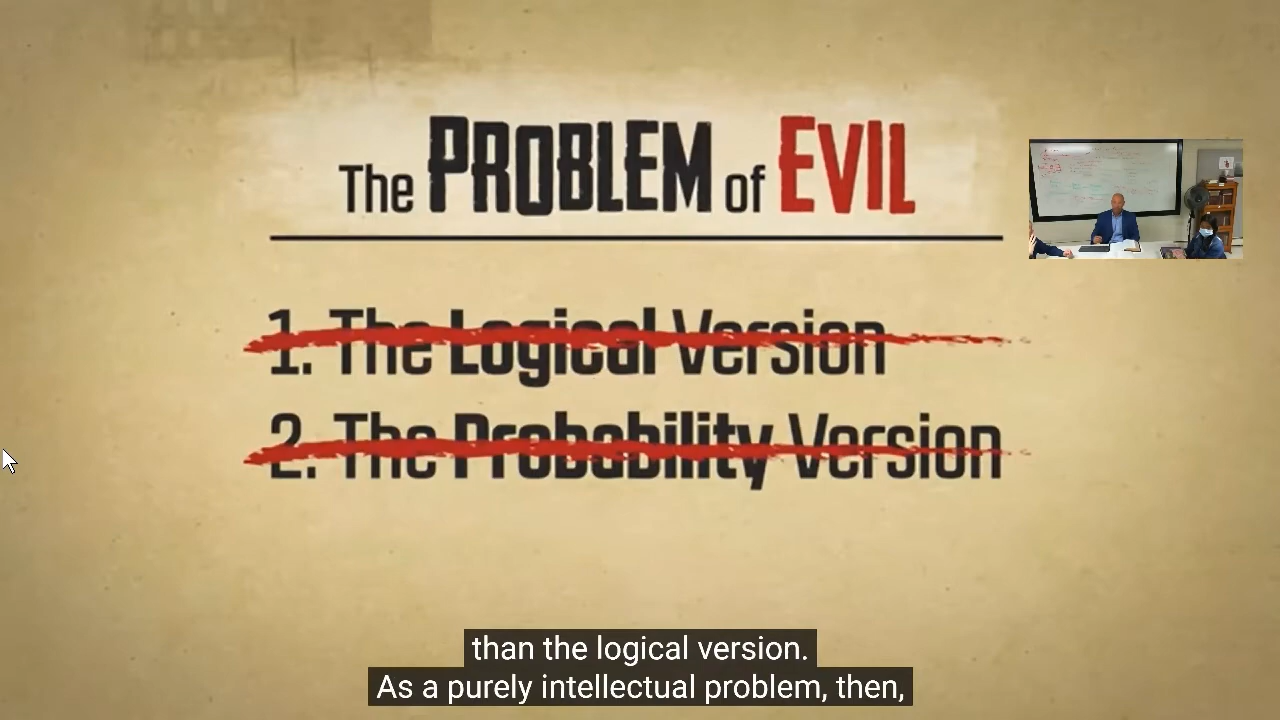 The PROBLEM of EVIL
1. The Logical Version
2. The Probability Version
than the logical version.
As a purely intellectual problem, then,